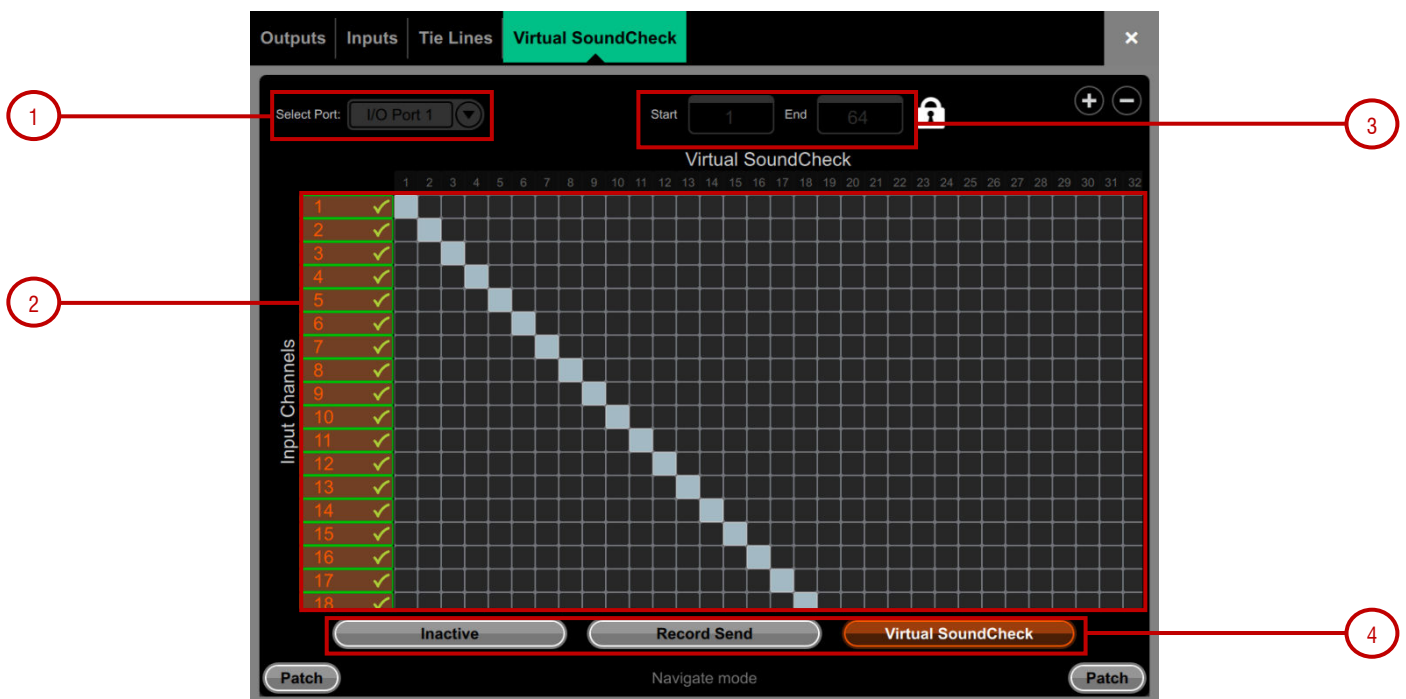 Outputs Inputs Tie Lines Virtual SoundCheck ×
1 Select Port: I/O Port 1 Start 1 End 64 + − 3
Virtual SoundCheck
1 2 3 4 5 6 7 8 9 10 11 12 13 14 15 16 17 18 19 20 21 22 23 24 25 26 27 28 29 30 31 32
1
2
3
4
2 5
6
7
8
9
10
11
12
13
14
15
16
17
18
Input Channels
Inactive Record Send Virtual SoundCheck 4
Patch Navigate mode Patch